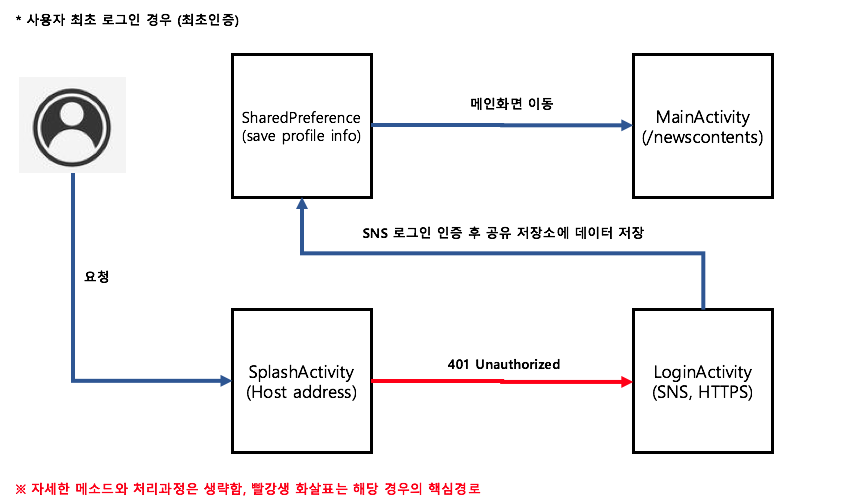 * 사용자 최초 로그인 경우 (최초인증)
SharedPreference
(save profile info)
메인화면 이동
MainActivity
(/newscontents)
SNS 로그인 인증 후 공유 저장소에 데이터 저장
요청
SplashActivity
(Host address)
401 Unauthorized
LoginActivity
(SNS, HTTPS)
※ 자세한 메소드와 처리과정은 생략함, 빨강생 화살표는 해당 경우의 핵심경로